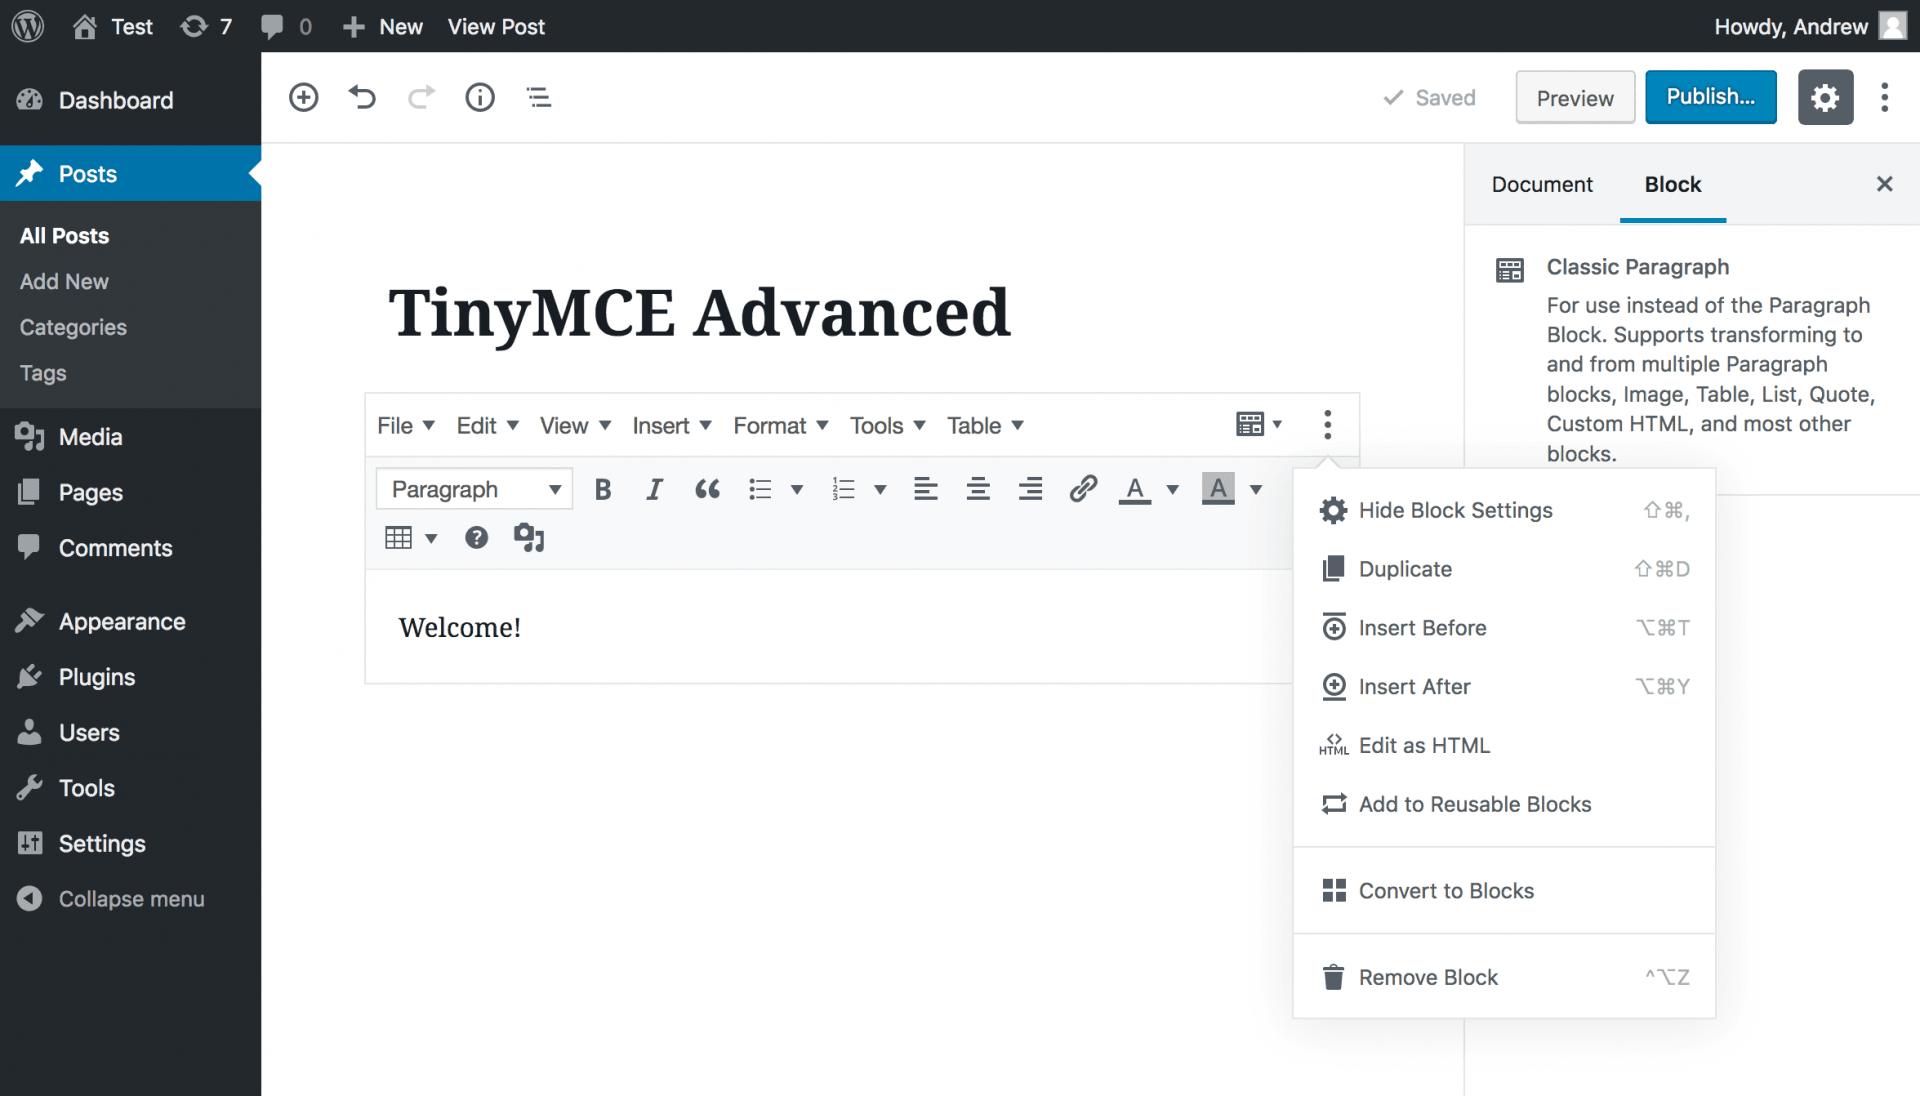 Test 7 0 New View Post Howdy, Andrew
Dashboard
Posts
All Posts
Add New
Categories
Tags
Media
Pages
Comments
Appearance
Plugins
Users
Tools
Settings
Collapse menu
Saved Preview Publish...
TinyMCE Advanced
File Edit View Insert Format Tools Table
Paragraph B I A A
Welcome!
Document Block
Classic Paragraph
For use instead of the Paragraph
Block. Supports transforming to
and from multiple Paragraph
blocks, Image, Table, List, Quote,
Custom HTML, and most other
blocks.
Hide Block Settings ⇧⌘,
Duplicate ⇧⌘D
Insert Before ⌥⌘T
Insert After ⌥⌘Y
HTML Edit as HTML
Add to Reusable Blocks
Convert to Blocks
Remove Block ^⌥Z